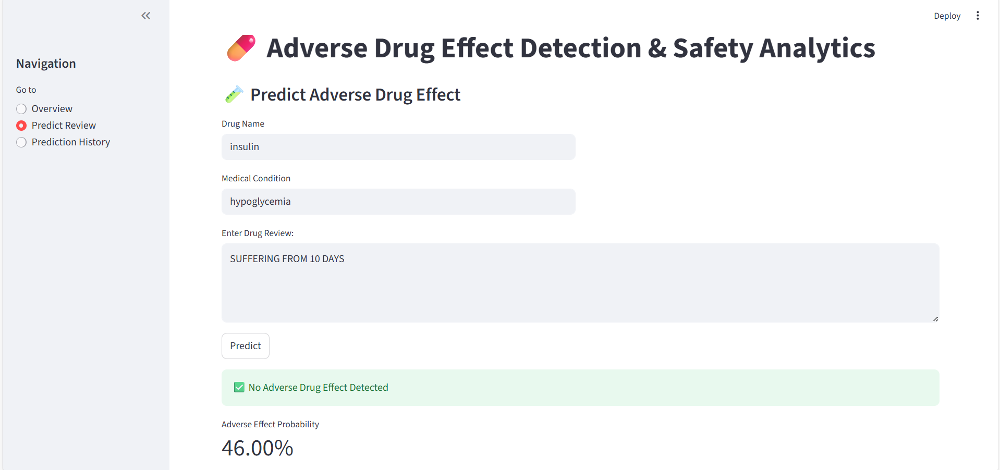 Deploy
Navigation
Go to
Overview
Predict Review
Prediction History
Adverse Drug Effect Detection & Safety Analytics
Predict Adverse Drug Effect
Drug Name
insulin
Medical Condition
hypoglycemia
Enter Drug Review:
SUFFERING FROM 10 DAYS
Predict
No Adverse Drug Effect Detected
Adverse Effect Probability
46.00%